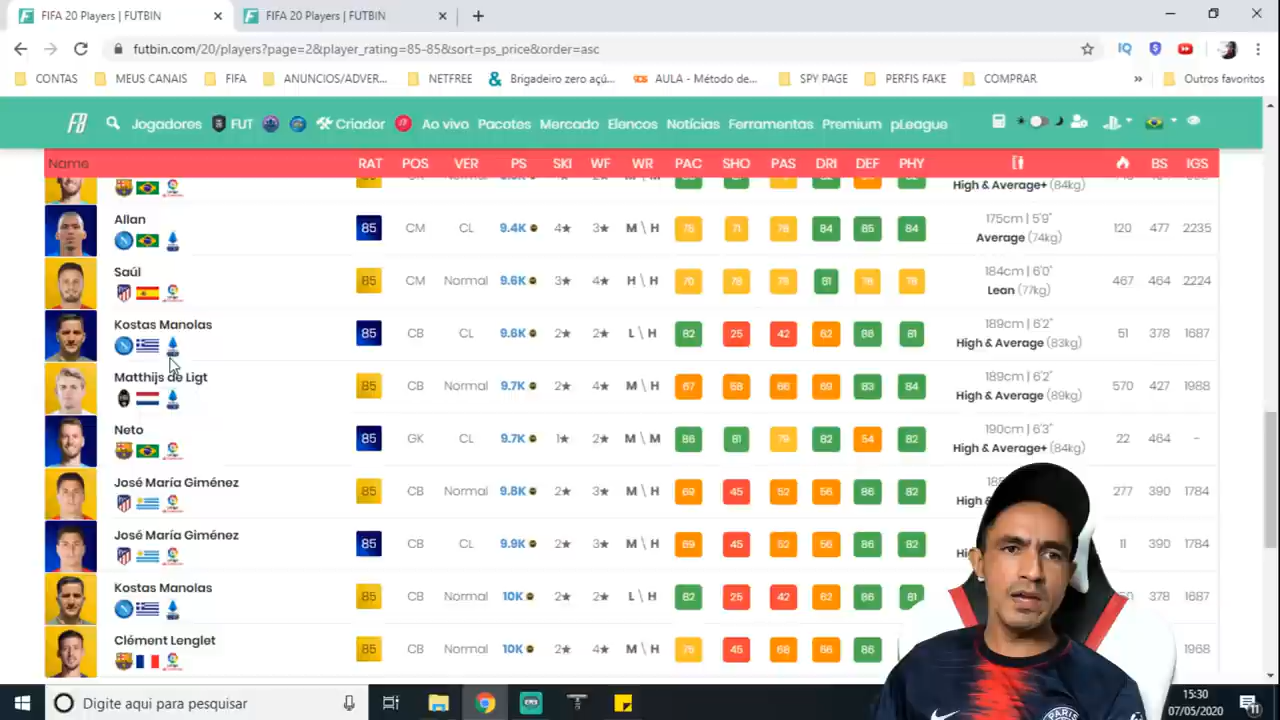 FIFA 20 Players | FUTBIN
FIFA 20 Players | FUTBIN
futbin.com/20/players?page=2&player_rating=85-85&sort=ps_price&order=asc
CONTAS MEUS CANAIS FIFA ANUNCIOS/ADVER... NETFREE Brigadeiro zero açú... AULA - Método de... SPY PAGE PERFIS FAKE COMPRAR » Outros favoritos
FB Jogadores FUT Criador Ao vivo Pacotes Mercado Elencos Notícias Ferramentas Premium pLeague
Name RAT POS VER PS SKI WF WR PAC SHO PAS DRI DEF PHY BS IGS
High & Average+ (84kg)
Allan 85 CM CL 9.4K 4★ 3★ M \ H 71 84 85 84 175cm | 5'9" 120 477 2235
Average (74kg)
Saúl 85 CM Normal 9.6K 3★ 4★ H \ H 81 184cm | 6'0" 467 464 2224
Lean (77kg)
Kostas Manolas 85 CB CL 9.6K 2★ 2★ L \ H 82 25 42 62 86 81 189cm | 6'2" 51 378 1687
High & Average (83kg)
Matthijs de Ligt 85 CB Normal 9.7K 2★ 4★ M \ H 67 58 66 69 83 84 189cm | 6'2" 570 427 1988
High & Average (89kg)
Neto 85 GK CL 9.7K 1★ 2★ M \ M 86 81 79 82 54 82 190cm | 6'3" 22 464 -
High & Average+ (84kg)
José María Giménez 85 CB Normal 9.8K 2★ 3★ M \ H 69 45 52 56 86 82 277 390 1784
José María Giménez 85 CB CL 9.9K 2★ 3★ M \ H 69 45 52 56 86 82 11 390 1784
Kostas Manolas 85 CB Normal 10K 2★ 2★ L \ H 82 25 42 62 86 81 378 1687
Clément Lenglet 85 CB Normal 10K 2★ 4★ M \ H 75 45 68 66 86 1968
Digite aqui para pesquisar
15:30
07/05/2020
PARIS